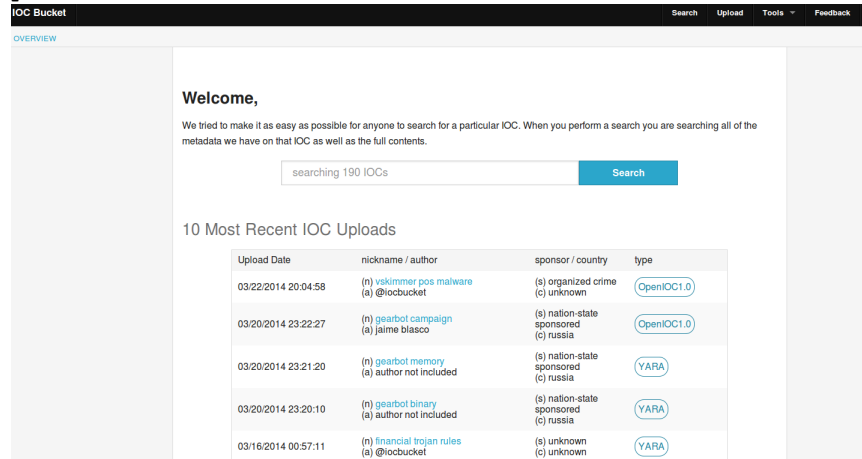 IOC Bucket Search Upload Tools Feedback
OVERVIEW
Welcome,
We tried to make it as easy as possible for anyone to search for a particular IOC. When you perform a search you are searching all of the
metadata we have on that IOC as well as the full contents.
searching 190 IOCs Search
10 Most Recent IOC Uploads
Upload Date nickname / author sponsor / country type
03/22/2014 20:04:58 (n) vskimmer pos malware (s) organized crime OpenIOC1.0
(a) @iocbucket (c) unknown
03/20/2014 23:22:27 (n) gearbot campaign (s) nation-state OpenIOC1.0
(a) jaime blasco sponsored
(c) russia
03/20/2014 23:21:20 (n) gearbot memory (s) nation-state YARA
(a) author not included sponsored
(c) russia
03/20/2014 23:20:10 (n) gearbot binary (s) nation-state YARA
(a) author not included sponsored
(c) russia
03/16/2014 00:57:11 (n) financial trojan rules (s) unknown YARA
(a) @iocbucket (c) unknown